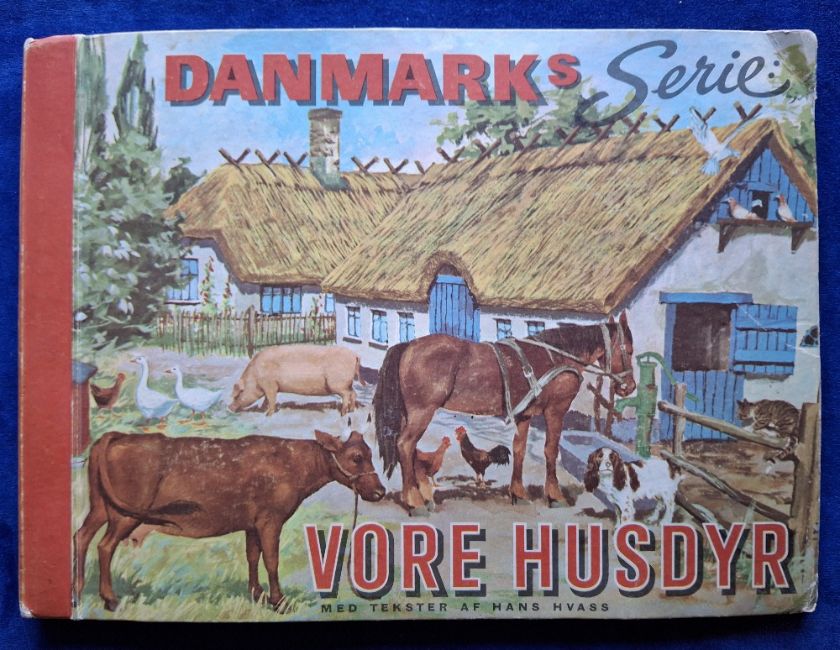 DANMARKs Serie:
VORE HUSDYR
MED TEKSTER AF HANS HVASS